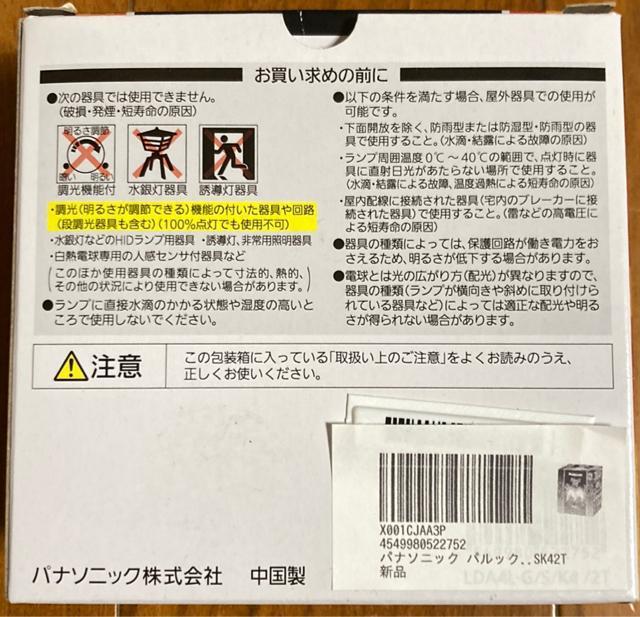 お買い求めの前に
●次の器具では使用できません。
(破損・発煙・短寿命の原因)
明るさ調節
暗い 明るい
調光機能付 水銀灯器具 誘導灯器具
・調光(明るさが調節できる)機能の付いた器具や回路
(段調光器具も含む)(100%点灯でも使用不可)
・水銀灯などのHIDランプ用器具 ・誘導灯、非常用照明器具
・白熱電球専用の人感センサ付器具など
(このほか使用器具の種類によって寸法的、熱的、
その他の状況により使用できない場合があります。)
●ランプに直接水滴のかかる状態や湿度の高いと
ころで使用しないでください。
●以下の条件を満たす場合、屋外器具での使用が
可能です。
・下面開放を除く、防雨型または防湿型・防雨型の器
具で使用すること。(水滴・結露による故障の原因)
・ランプ周囲温度0℃~40℃の範囲で、点灯時に器
具に直射日光があたらない場所で使用すること。
(水滴・結露による故障、温度過熱による短寿命の原因)
・屋内配線に接続された器具(宅内のブレーカーに接
続された器具)で使用すること。(雷などの高電圧によ
る短寿命の原因)
●器具の種類によっては、保護回路が働き電力をお
さえるため、明るさが低下する場合があります。
●電球とは光の広がり方(配光)が異なりますので、
器具の種類(ランプが横向きや斜めに取り付けら
れている器具など)によっては適正な配光や明る
さが得られない場合があります。
注意
この包装箱に入っている「取扱い上のご注意」をよくお読みのうえ、
正しくお使いください。
X001CJAA3P
4549980522752
パナソニック パルック..SK42T
新品
LDA4L-G/S/K4/2T
パナソニック株式会社 中国製